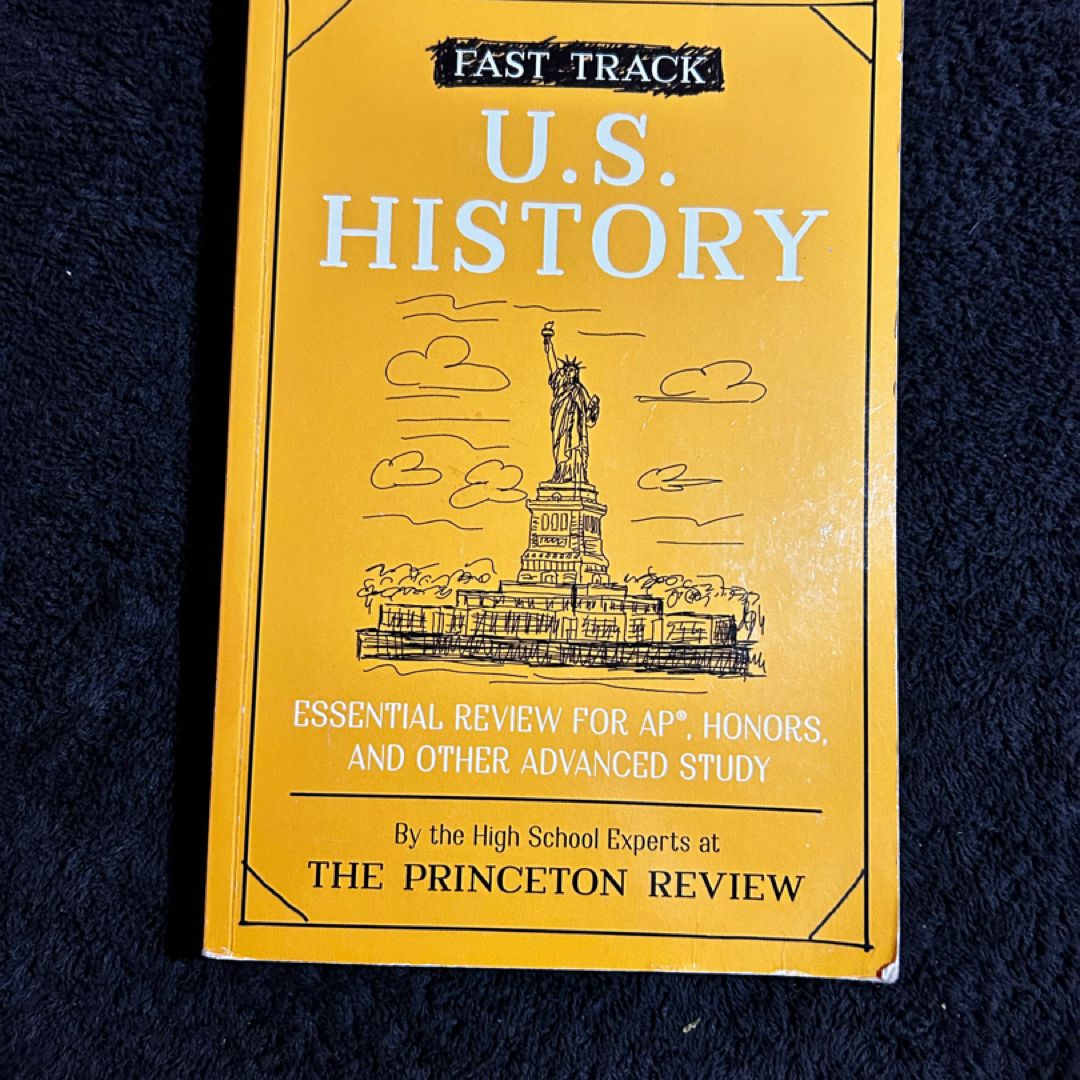 FAST TRACK
U.S.
HISTORY
ESSENTIAL REVIEW FOR AP®, HONORS,
AND OTHER ADVANCED STUDY
By the High School Experts at
THE PRINCETON REVIEW